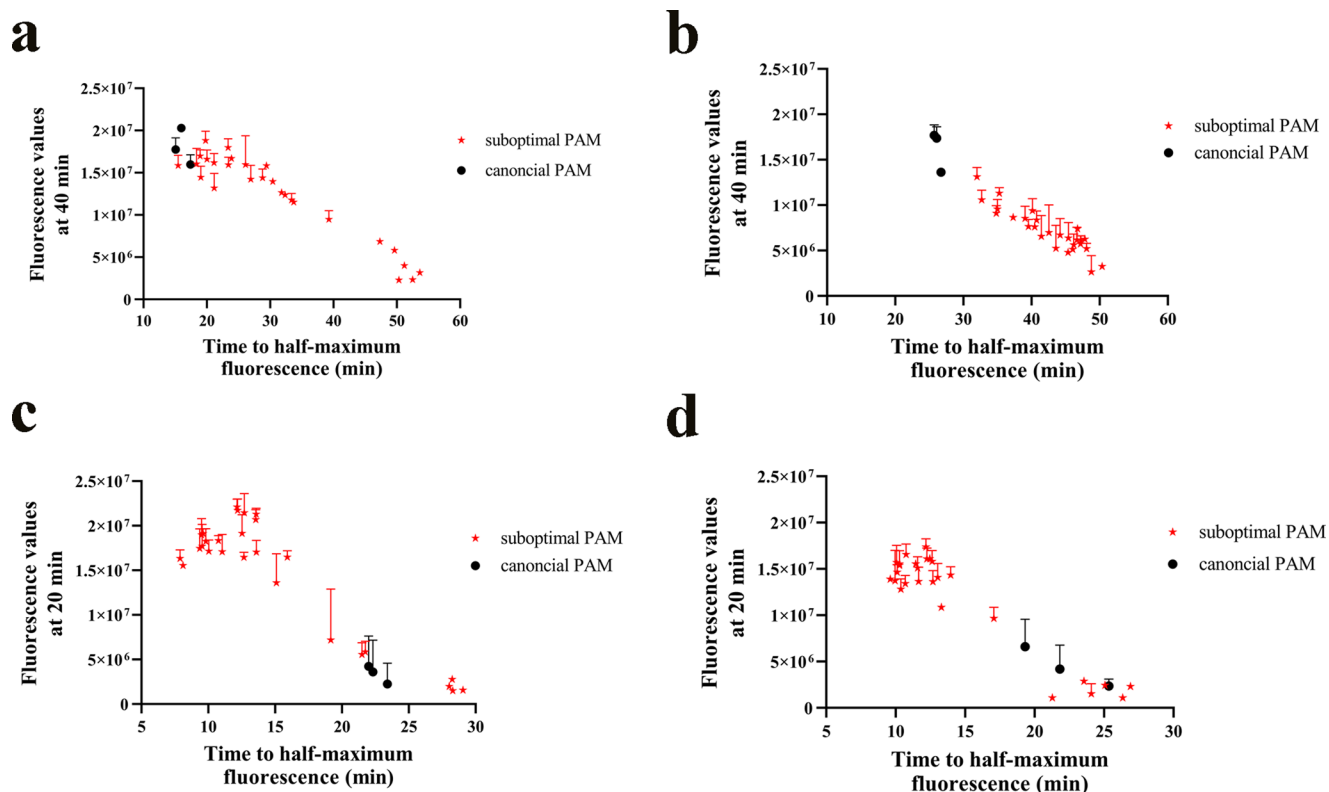 a
Fluorescence values
at 40 min
2.5×10⁷
2×10⁷
1.5×10⁷
1×10⁷
5×10⁶
0
10 20 30 40 50 60
Time to half-maximum
fluorescence (min)
suboptimal PAM
canoncial PAM
b
Fluorescence values
at 40 min
2.5×10⁷
2×10⁷
1.5×10⁷
1×10⁷
5×10⁶
0
10 20 30 40 50 60
Time to half-maximum
fluorescence (min)
suboptimal PAM
canoncial PAM
c
Fluorescence values
at 20 min
2.5×10⁷
2×10⁷
1.5×10⁷
1×10⁷
5×10⁶
0
5 10 15 22 25 30
Time to half-maximum
fluorescence (min)
suboptimal PAM
canoncial PAM
d
Fluorescence values
at 20 min
2.5×10⁷
2×10⁷
1.5×10⁷
1×10⁷
5×10⁶
0
5 10 15 20 25 30
Time to half-maximum
fluorescence (min)
suboptimal PAM
canoncial PAM